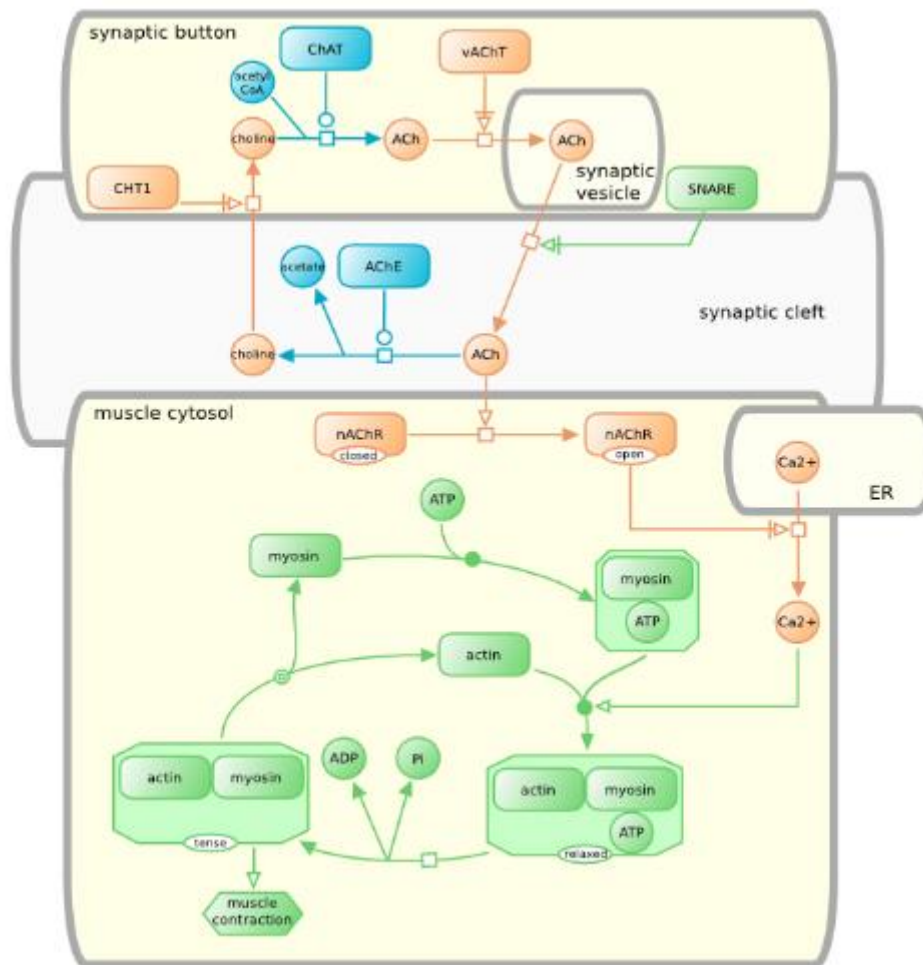 synaptic button
ChAT
vAChT
acetyl
CoA
choline
ACh
ACh
synaptic
vesicle
CHT1
SNARE
acetate
AChE
synaptic cleft
choline
ACh
muscle cytosol
nAChR
closed
nAChR
open
Ca2+
ER
ATP
myosin
myosin
ATP
Ca2+
actin
actin
myosin
tense
ADP
Pi
actin
myosin
ATP
relaxed
muscle
contraction